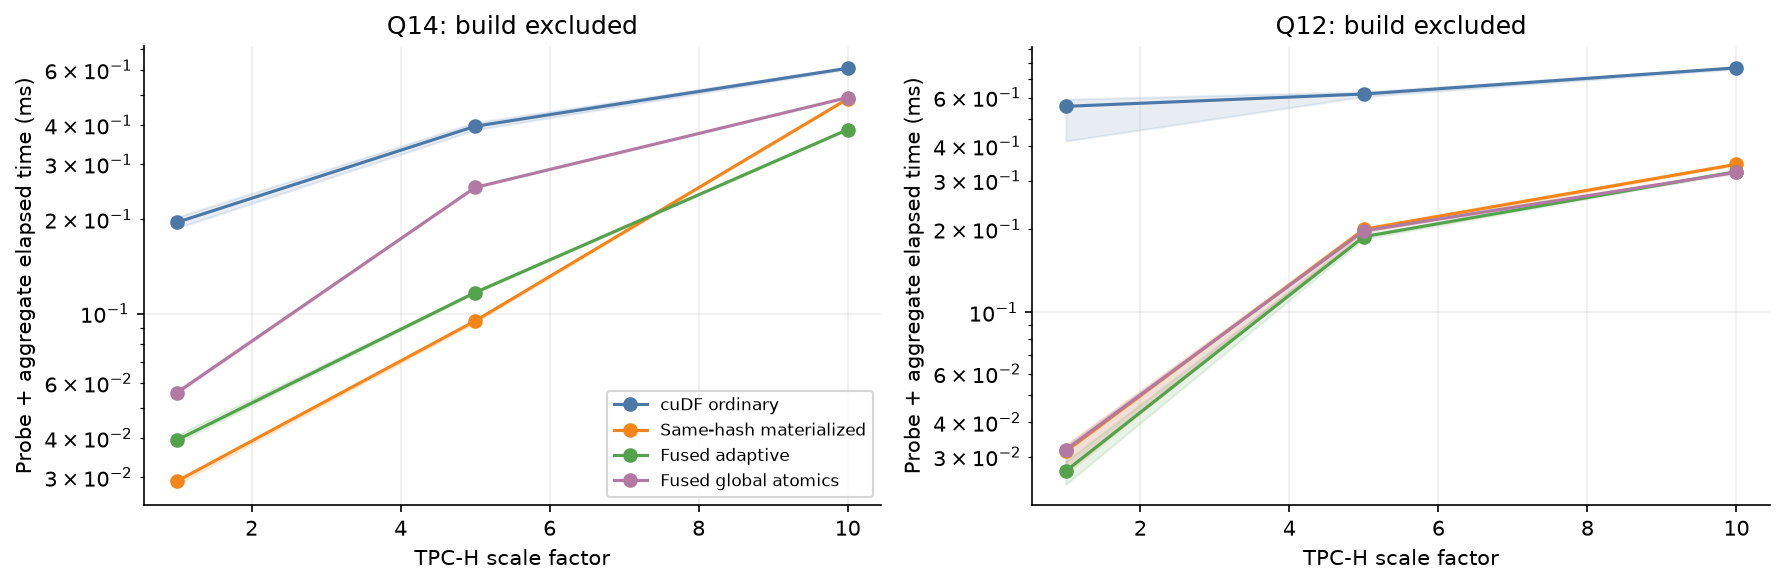 Q14: build excluded
Probe + aggregate elapsed time (ms)
6 × 10⁻¹
4 × 10⁻¹
3 × 10⁻¹
2 × 10⁻¹
10⁻¹
6 × 10⁻²
4 × 10⁻²
3 × 10⁻²
cuDF ordinary
Same-hash materialized
Fused adaptive
Fused global atomics
2 4 6 8 10
TPC-H scale factor
Q12: build excluded
Probe + aggregate elapsed time (ms)
6 × 10⁻¹
4 × 10⁻¹
3 × 10⁻¹
2 × 10⁻¹
10⁻¹
6 × 10⁻²
4 × 10⁻²
3 × 10⁻²
2 4 6 8 10
TPC-H scale factor